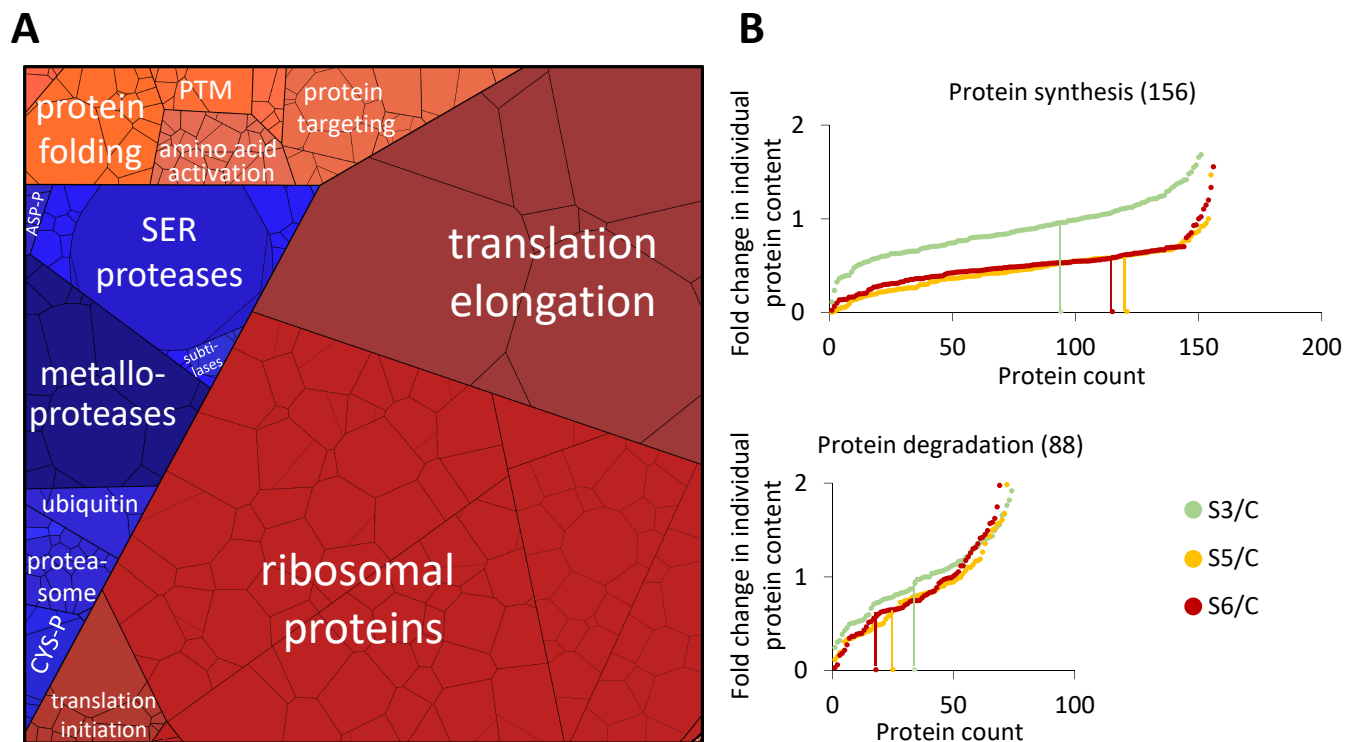 A
protein
folding
PTM
protein
targeting
amino acid
activation
ASP-P
SER
proteases
translation
elongation
subti-
lases
metallo-
proteases
ubiquitin
protea-
some
CYS-P
ribosomal
proteins
translation
initiation
B
Protein synthesis (156)
Fold change in individual
protein content
2
1
0
0
100
150
200
Protein count
Protein degradation (88)
Fold change in individual
protein content
2
1
0
0
50
100
Protein count
S3/C
S5/C
S6/C